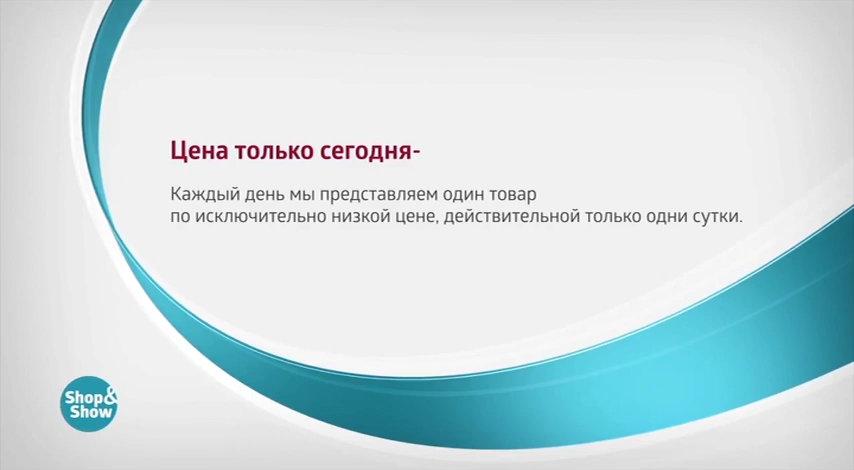 Цена только сегодня-
Каждый день мы представляем один товар
по исключительно низкой цене, действительной только одни сутки.
Shop&
Show